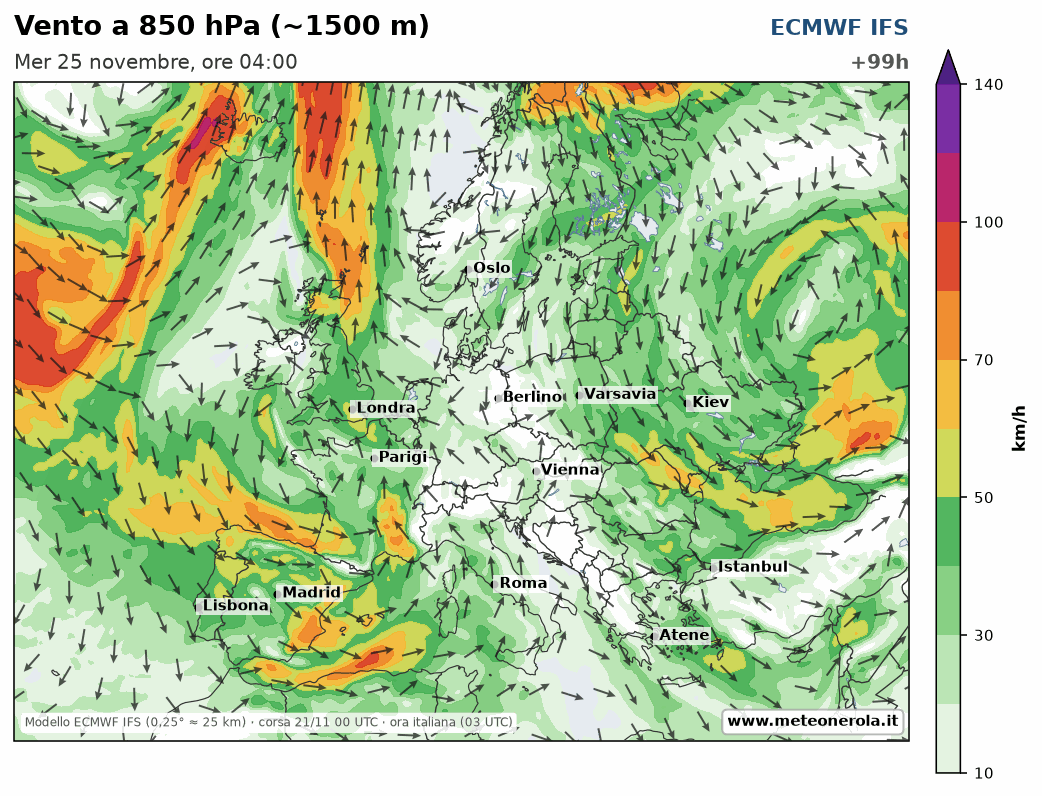 Vento a 850 hPa (~1500 m)
ECMWF IFS
Mer 25 novembre, ore 04:00
+99h
140
100
70
50
30
10
km/h
Oslo
Londra
Berlino
Varsavia
Kiev
Parigi
Vienna
Istanbul
Roma
Madrid
Lisbona
Atene
Modello ECMWF IFS (0,25° ≈ 25 km) · corsa 21/11 00 UTC · ora italiana (03 UTC)
www.meteonerola.it